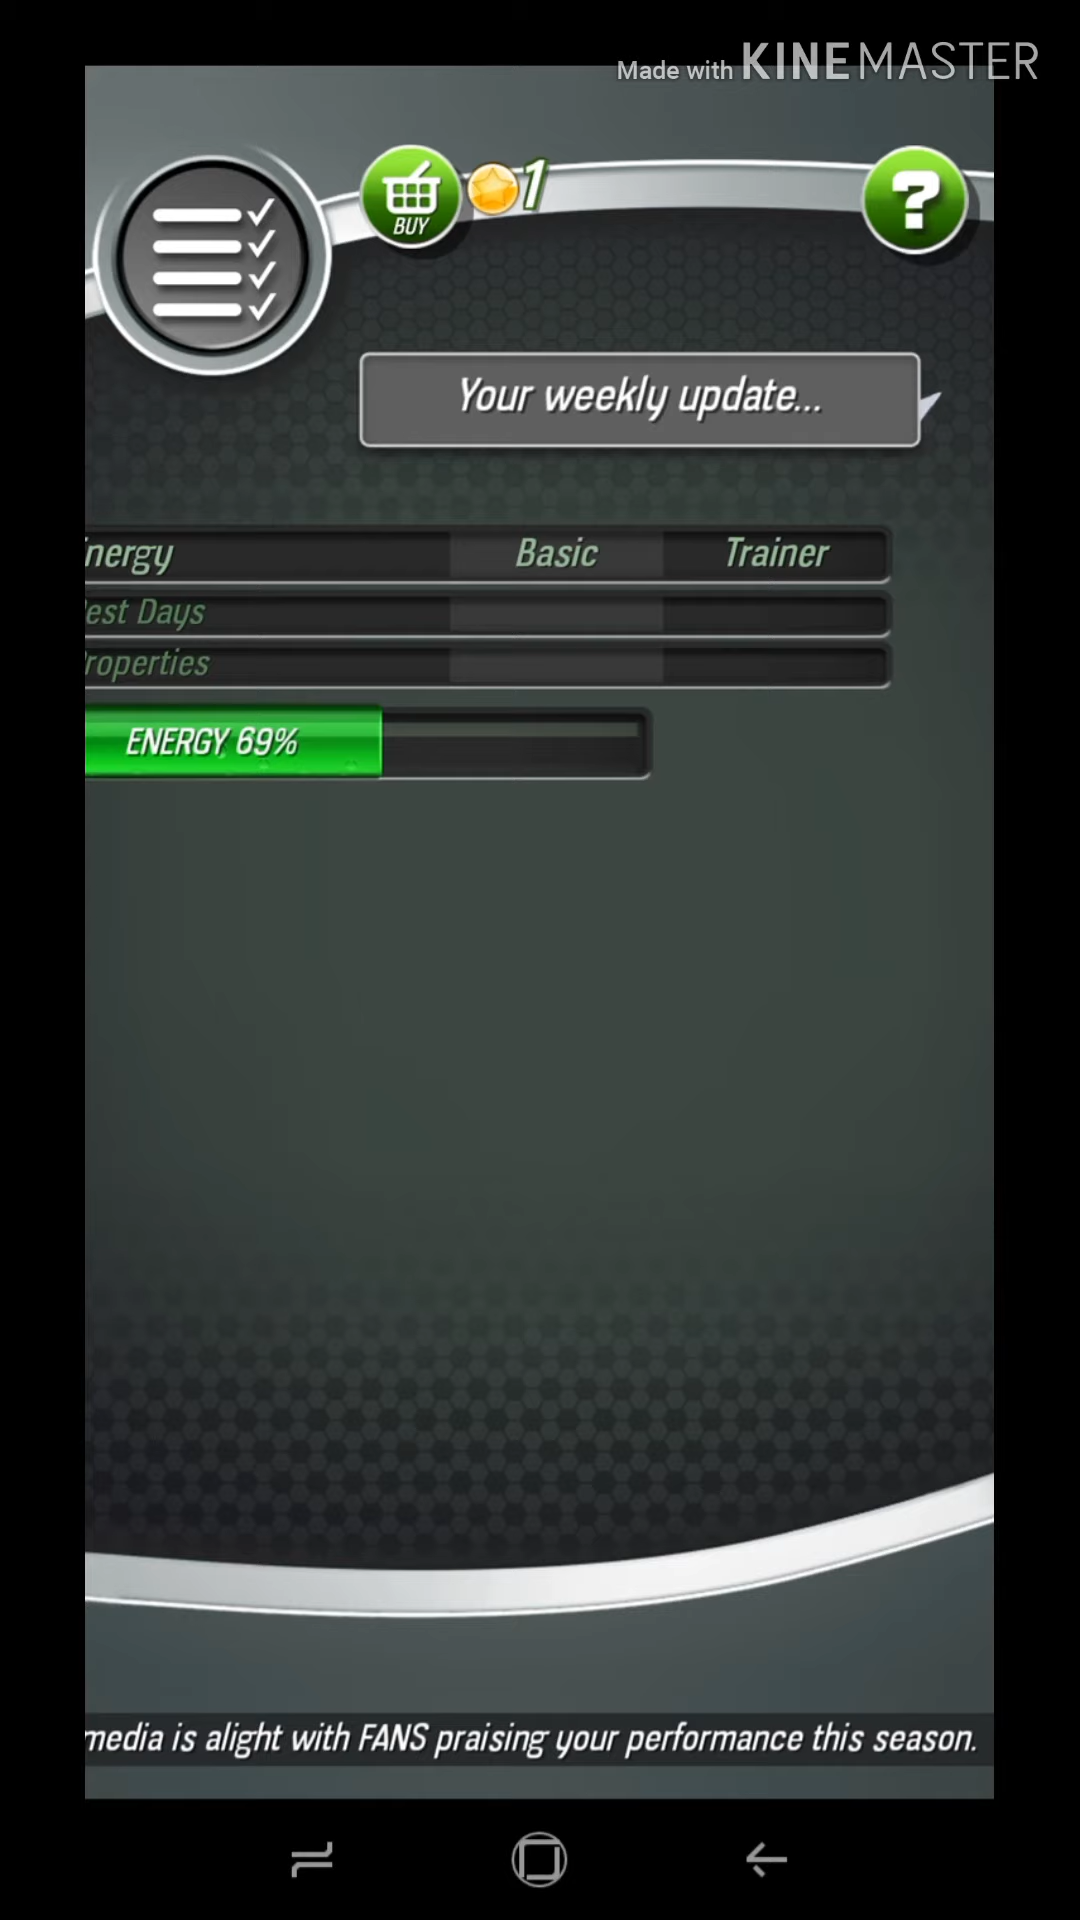 Made with KINEMASTER
BUY
1
?
Your weekly update...
nergy Basic Trainer
est Days
roperties
ENERGY 69%
media is alight with FANS praising your performance this season.